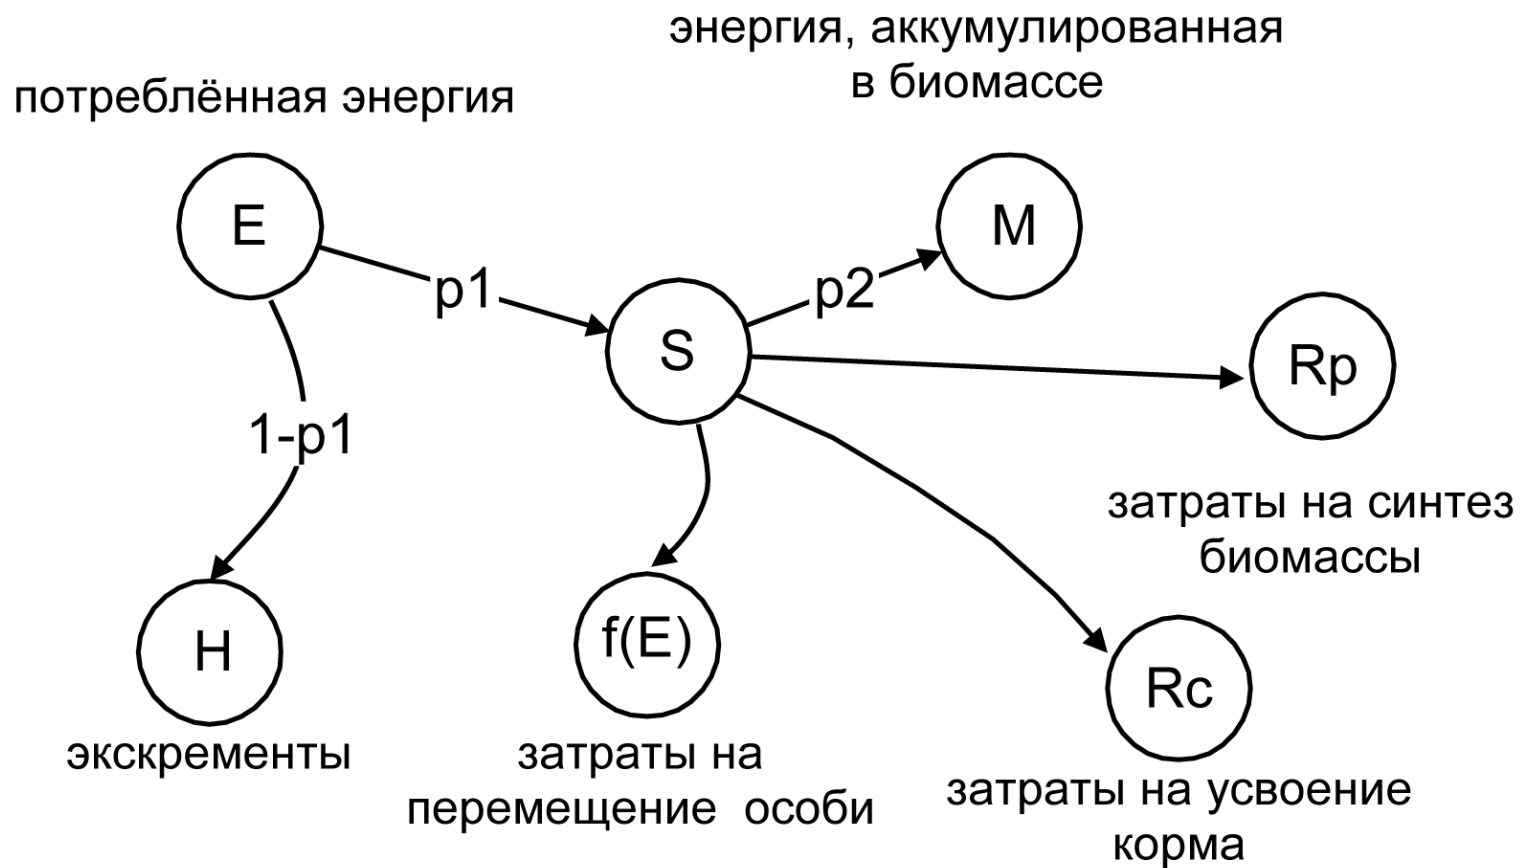 энергия, аккумулированная
в биомассе
потреблённая энергия
E
M
p1
p2
S
Rp
1-p1
затраты на синтез
биомассы
H
f(E)
Rc
экскременты
затраты на
перемещение особи
затраты на усвоение
корма